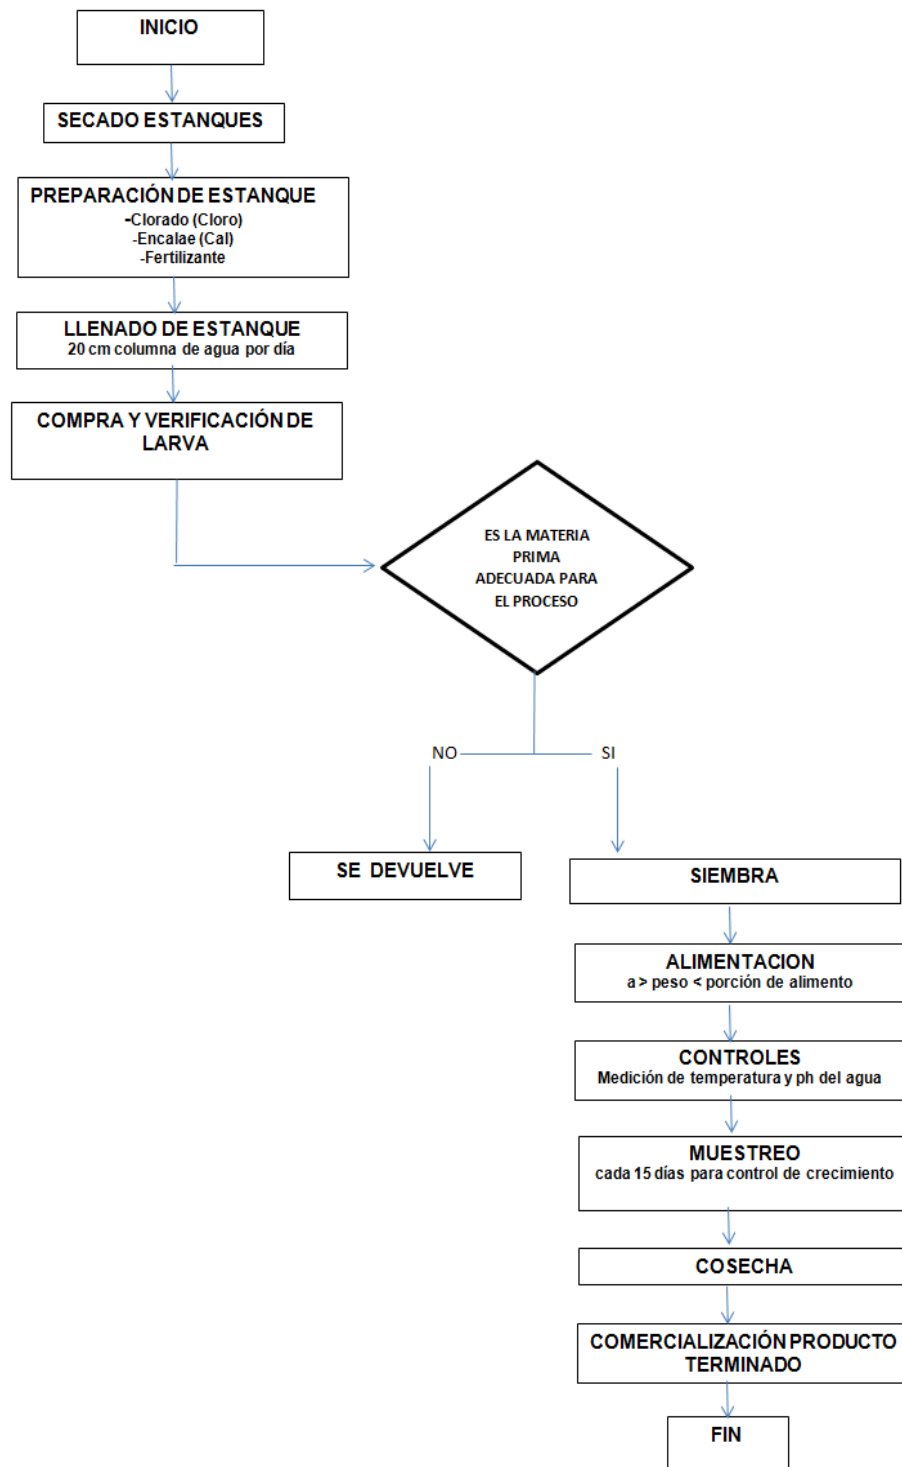 INICIO
SECADO ESTANQUES
PREPARACIÓN DE ESTANQUE
-Clorado (Cloro)
-Encalae (Cal)
-Fertilizante
LLENADO DE ESTANQUE
20 cm columna de agua por día
COMPRA Y VERIFICACIÓN DE
LARVA
ES LA MATERIA
PRIMA
ADECUADA PARA
EL PROCESO
NO
SI
SE DEVUELVE
SIEMBRA
ALIMENTACION
a > peso < porción de alimento
CONTROLES
Medición de temperatura y ph del agua
MUESTREO
cada 15 días para control de crecimiento
COSECHA
COMERCIALIZACIÓN PRODUCTO
TERMINADO
FIN